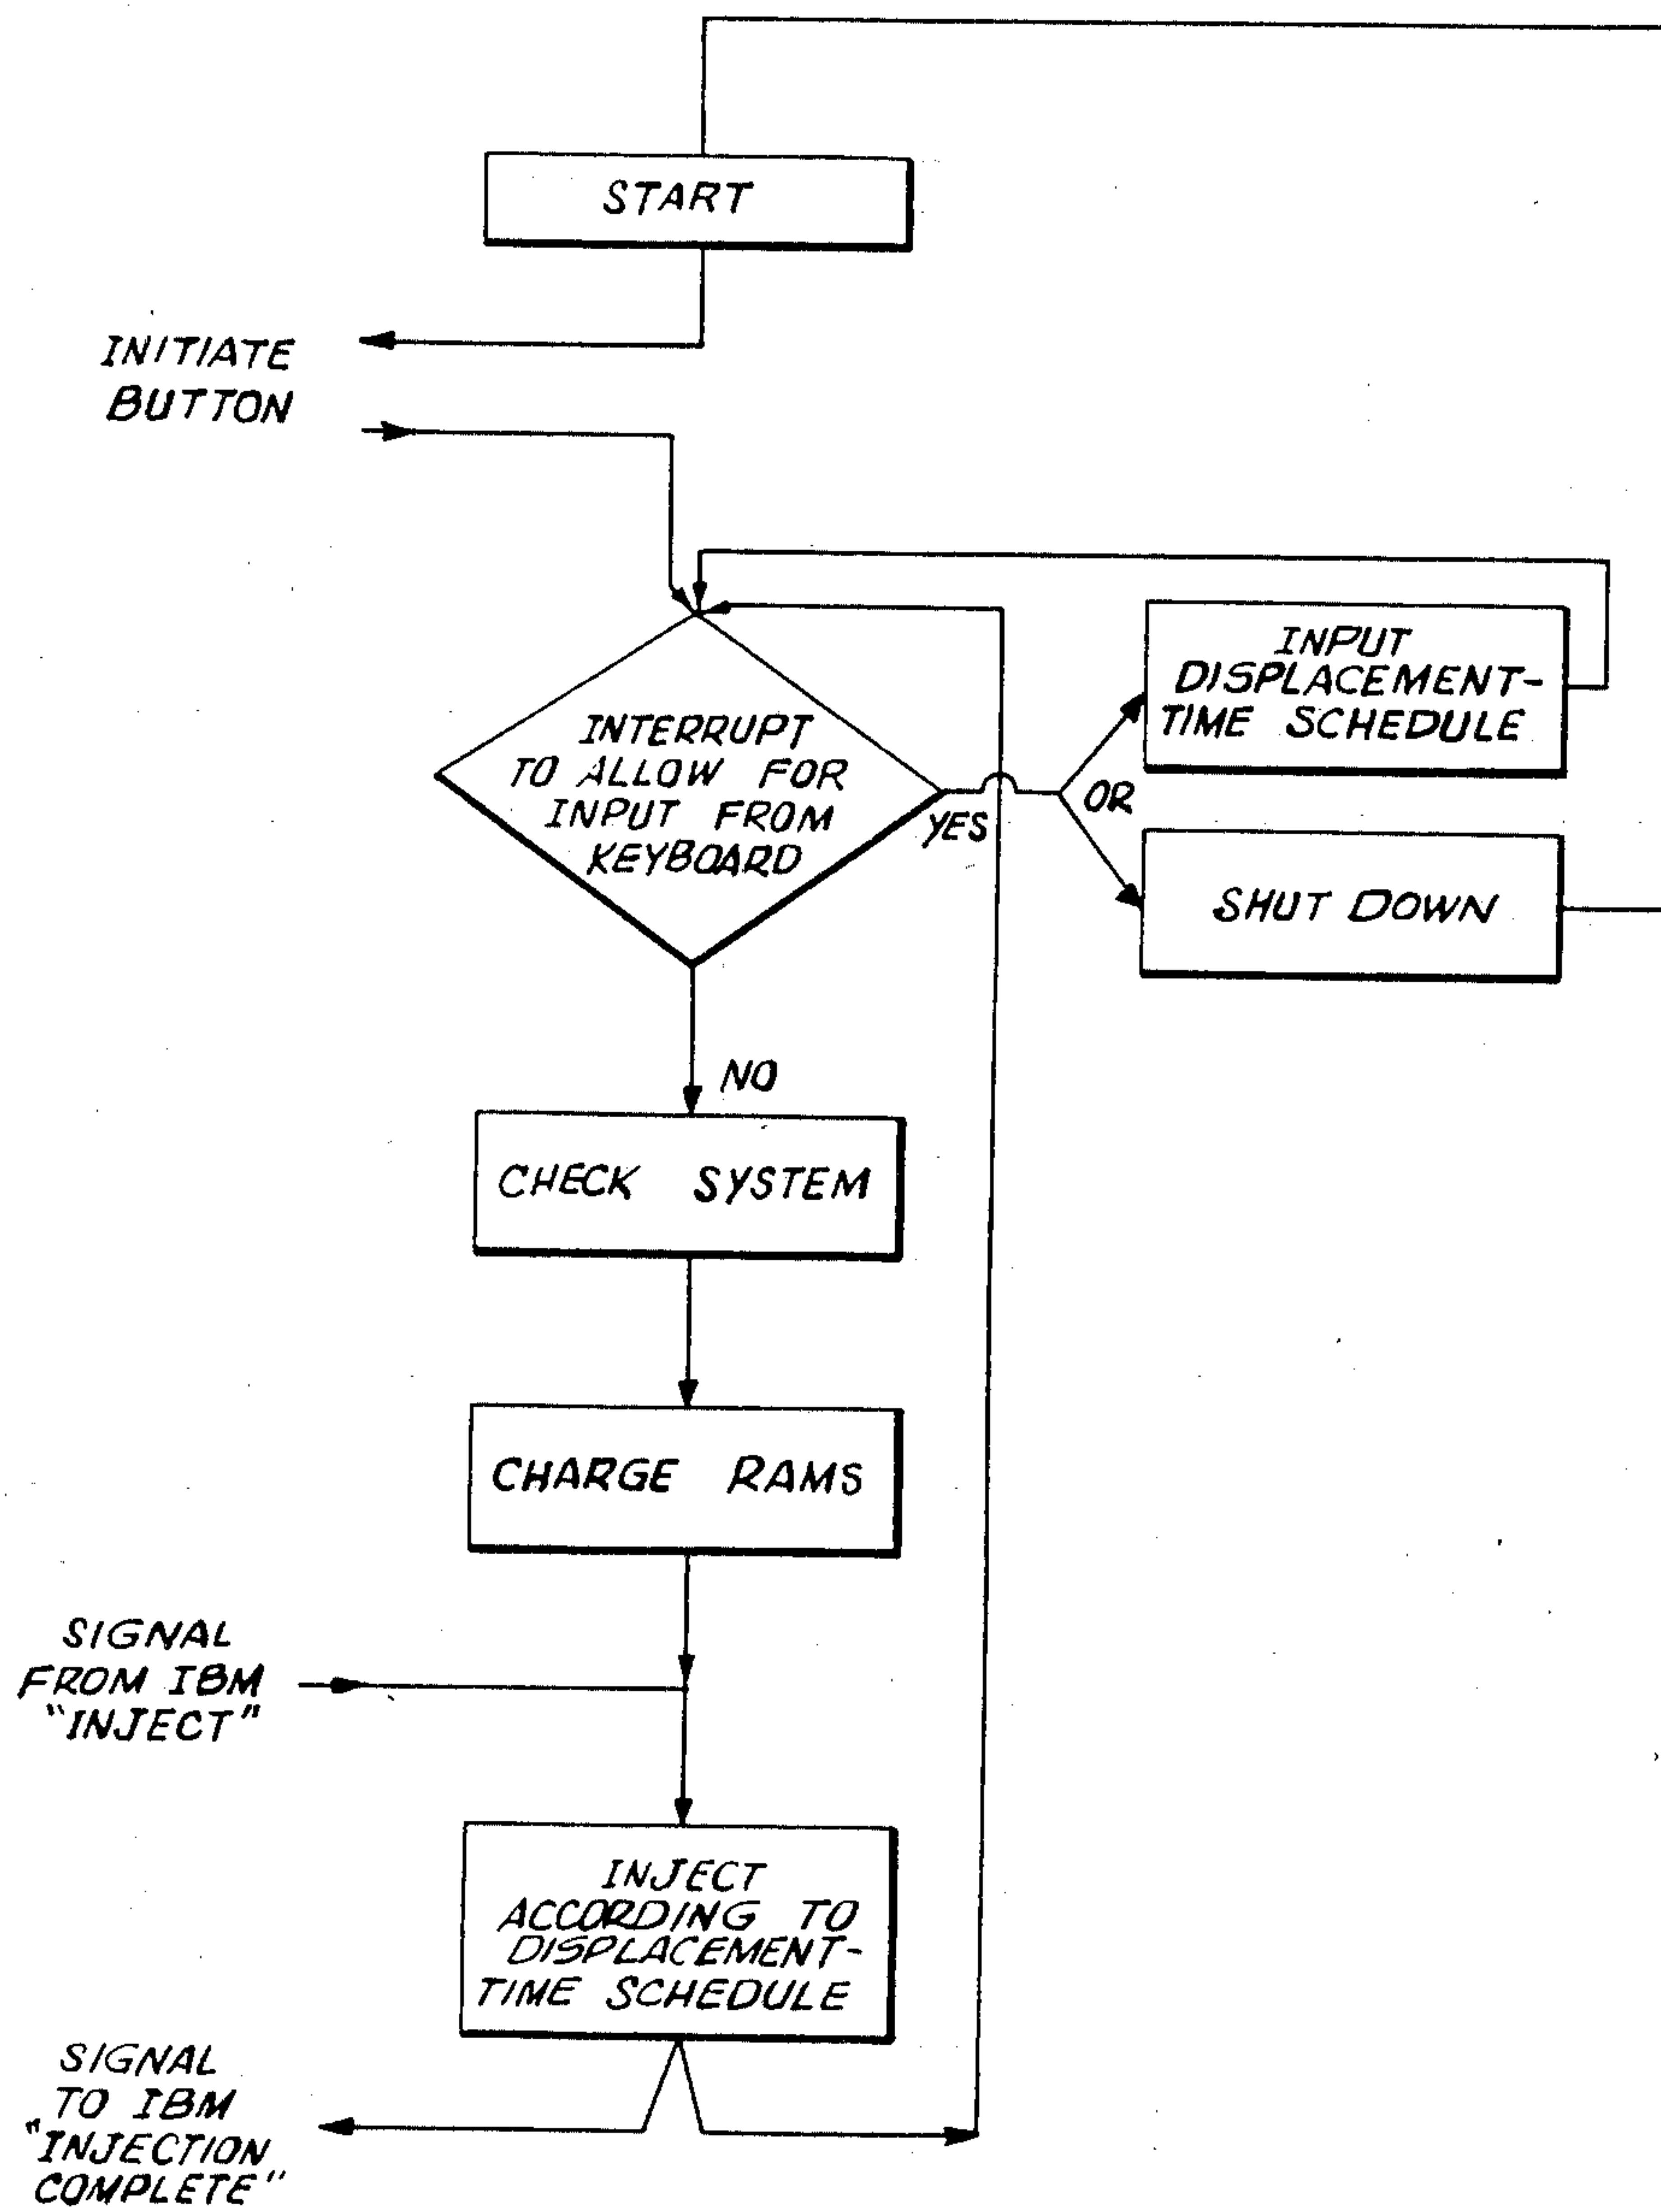 START
INITIATE
BUTTON
INPUT
DISPLACEMENT-
TIME SCHEDULE
INTERRUPT
TO ALLOW FOR
INPUT FROM
KEYBOARD
YES
OR
SHUT DOWN
NO
CHECK SYSTEM
CHARGE RAMS
SIGNAL
FROM IBM
"INJECT"
INJECT
ACCORDING TO
DISPLACEMENT-
TIME SCHEDULE
SIGNAL
TO IBM
"INJECTION
COMPLETE"